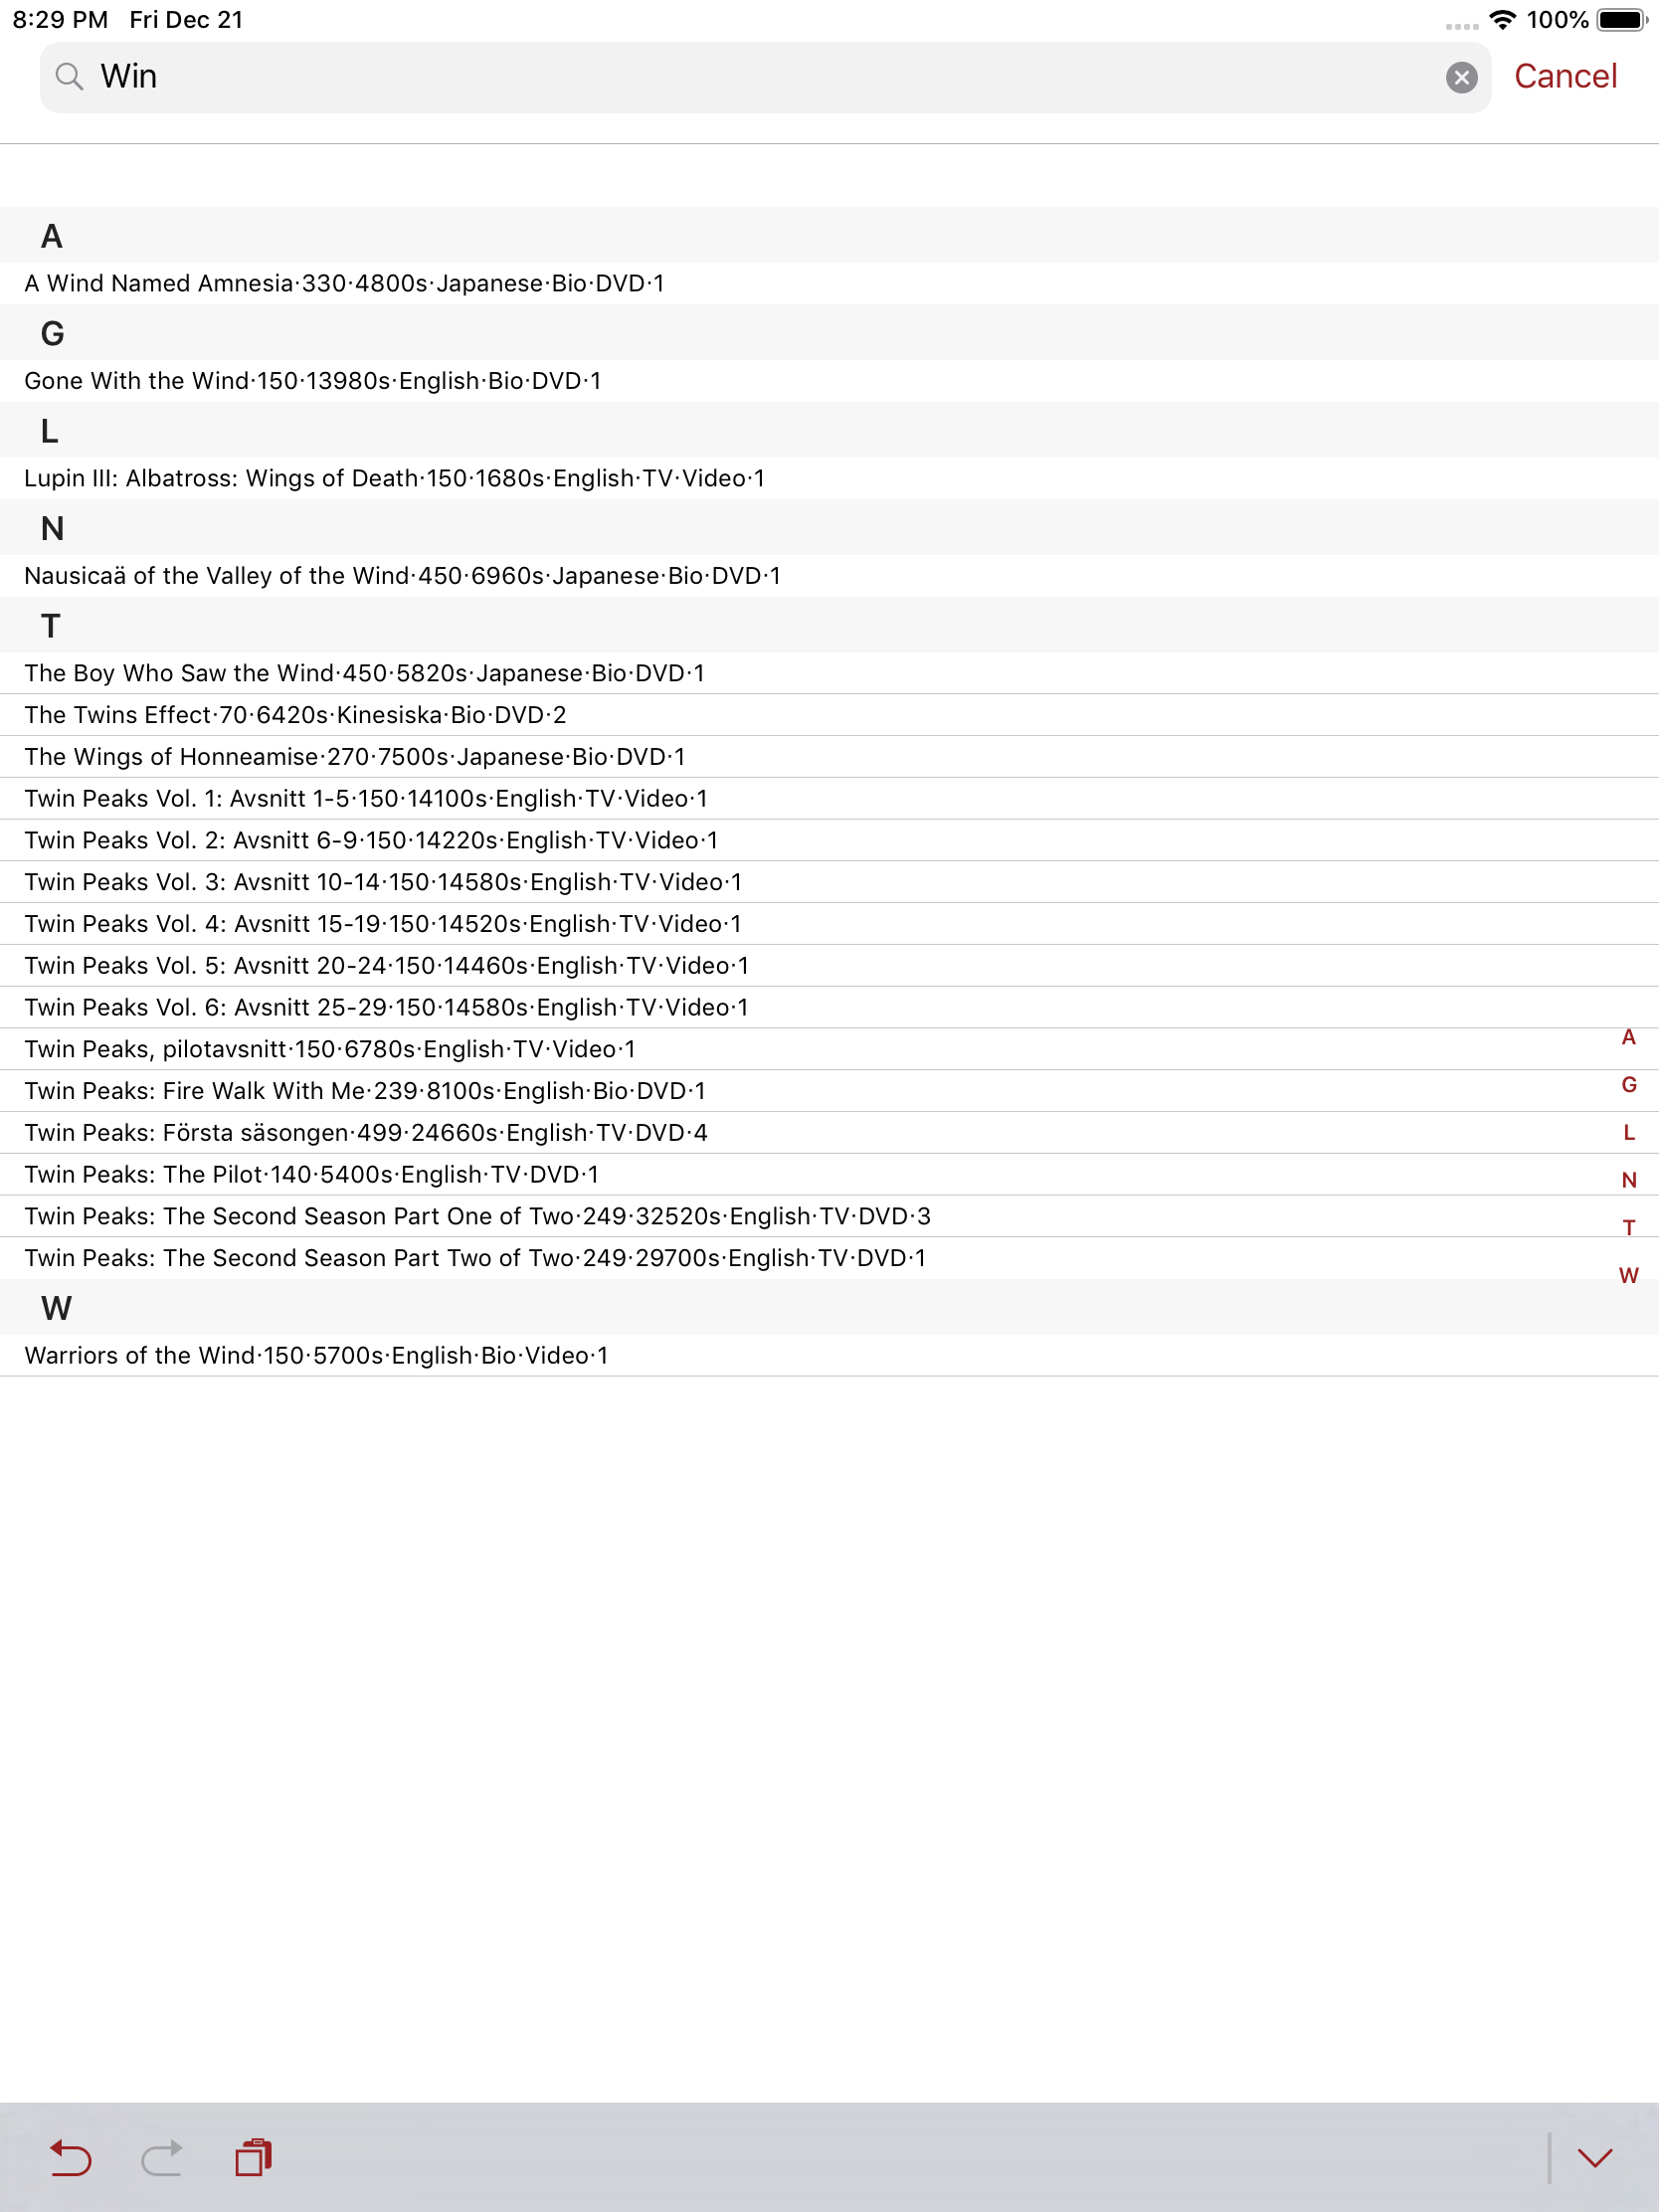 8:29 PM Fri Dec 21 100%
Win Cancel
A
A Wind Named Amnesia·330·4800s·Japanese·Bio·DVD·1
G
Gone With the Wind·150·13980s·English·Bio·DVD·1
L
Lupin III: Albatross: Wings of Death·150·1680s·English·TV·Video·1
N
Nausicaä of the Valley of the Wind·450·6960s·Japanese·Bio·DVD·1
T
The Boy Who Saw the Wind·450·5820s·Japanese·Bio·DVD·1
The Twins Effect·70·6420s·Kinesiska·Bio·DVD·2
The Wings of Honneamise·270·7500s·Japanese·Bio·DVD·1
Twin Peaks Vol. 1: Avsnitt 1-5·150·14100s·English·TV·Video·1
Twin Peaks Vol. 2: Avsnitt 6-9·150·14220s·English·TV·Video·1
Twin Peaks Vol. 3: Avsnitt 10-14·150·14580s·English·TV·Video·1
Twin Peaks Vol. 4: Avsnitt 15-19·150·14520s·English·TV·Video·1
Twin Peaks Vol. 5: Avsnitt 20-24·150·14460s·English·TV·Video·1
Twin Peaks Vol. 6: Avsnitt 25-29·150·14580s·English·TV·Video·1
Twin Peaks, pilotavsnitt·150·6780s·English·TV·Video·1
Twin Peaks: Fire Walk With Me·239·8100s·English·Bio·DVD·1
Twin Peaks: Första säsongen·499·24660s·English·TV·DVD·4
Twin Peaks: The Pilot·140·5400s·English·TV·DVD·1
Twin Peaks: The Second Season Part One of Two·249·32520s·English·TV·DVD·3
Twin Peaks: The Second Season Part Two of Two·249·29700s·English·TV·DVD·1
W
Warriors of the Wind·150·5700s·English·Bio·Video·1
A
G
L
N
T
W